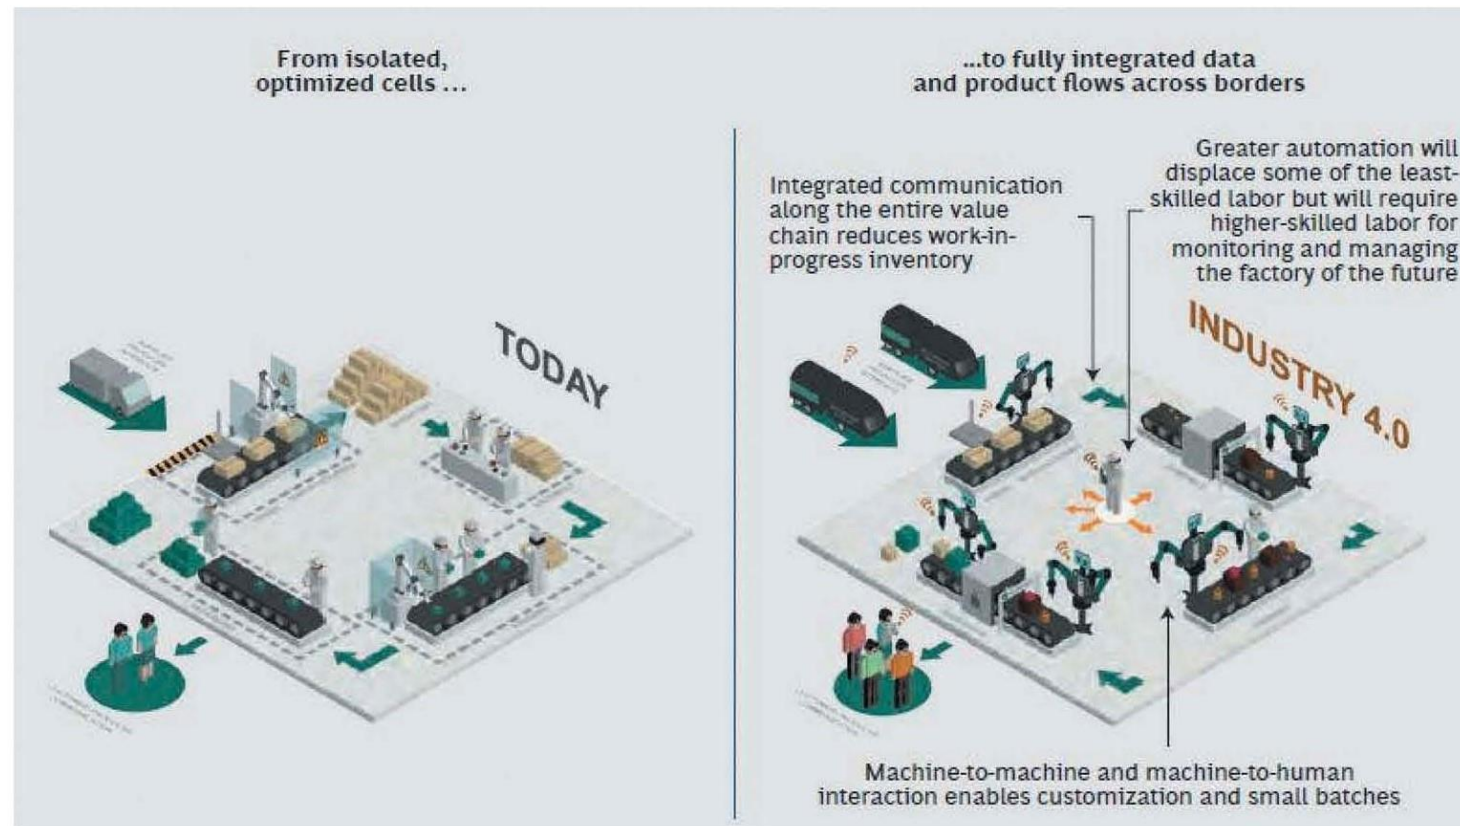 From isolated,
optimized cells ...
TODAY
...to fully integrated data
and product flows across borders
Integrated communication
along the entire value
chain reduces work-in-
progress inventory
Greater automation will
displace some of the least-
skilled labor but will require
higher-skilled labor for
monitoring and managing
the factory of the future
INDUSTRY 4.0
Machine-to-machine and machine-to-human
interaction enables customization and small batches